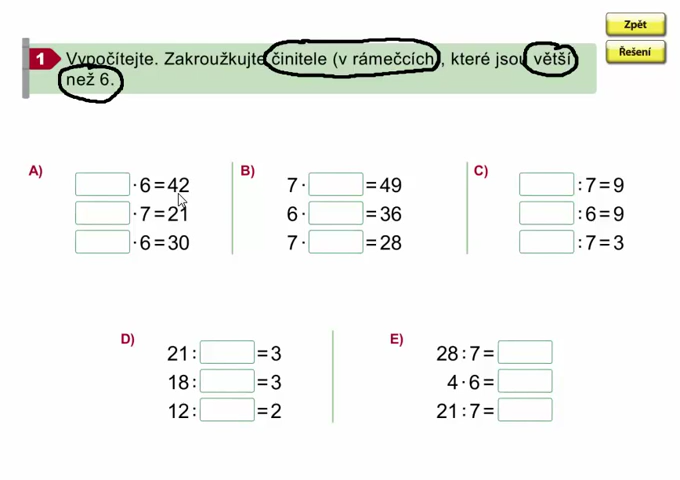 Zpět
Řešení
1 Vypočítejte. Zakroužkujte činitele (v rámečcích), které jsou větší
než 6.
A) B) C)
· 6 = 42 7 · = 49 : 7 = 9
· 7 = 21 6 · = 36 : 6 = 9
· 6 = 30 7 · = 28 : 7 = 3
D) E)
21 : = 3 28 : 7 =
18 : = 3 4 · 6 =
12 : = 2 21 : 7 =